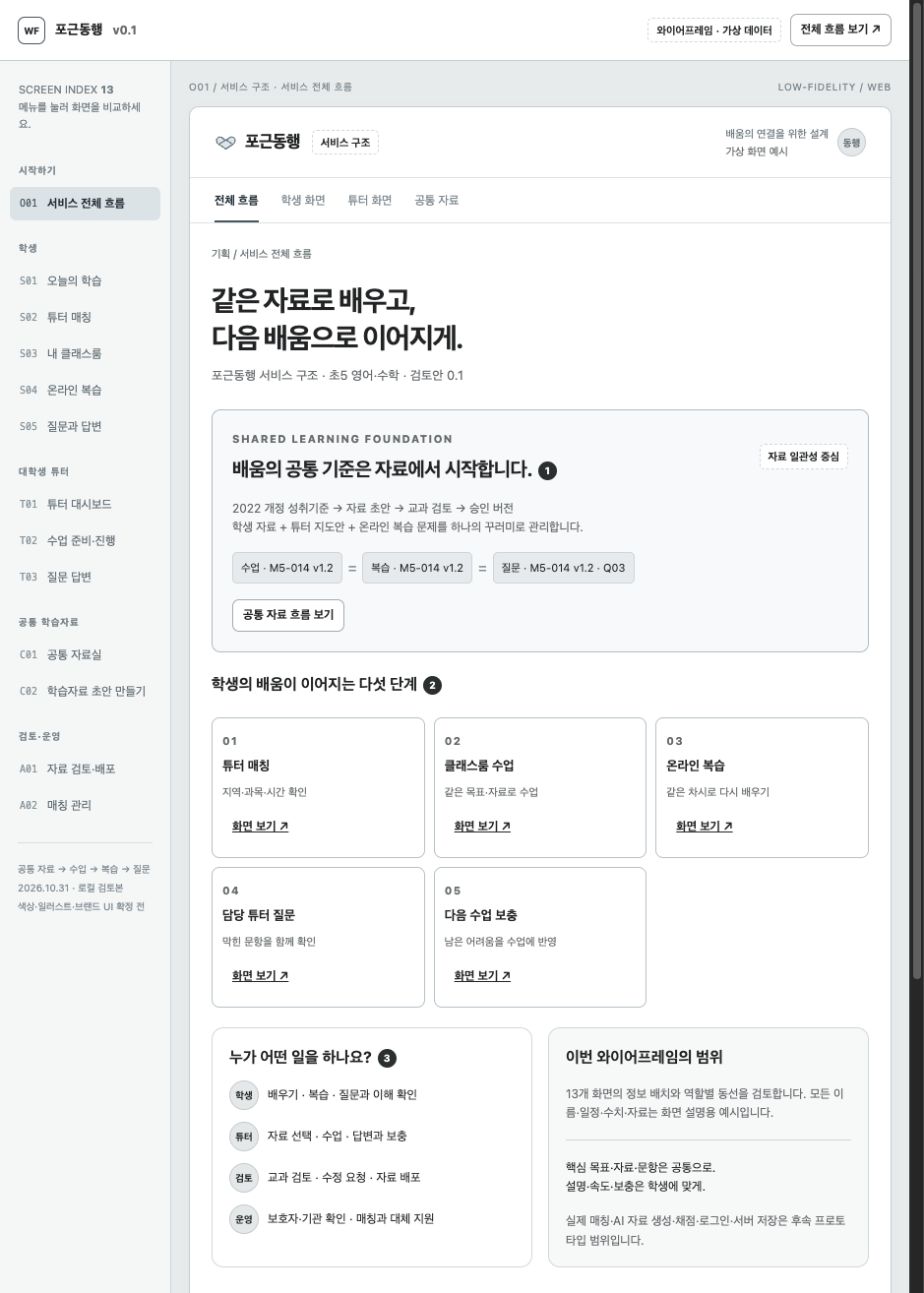 WF 포근동행 v0.1
와이어프레임 · 가상 데이터
전체 흐름 보기 ↗
SCREEN INDEX 13
메뉴를 눌러 화면을 비교하세
요.
시작하기
O01 서비스 전체 흐름
학생
S01 오늘의 학습
S02 튜터 매칭
S03 내 클래스룸
S04 온라인 복습
S05 질문과 답변
대학생 튜터
T01 튜터 대시보드
T02 수업 준비·진행
T03 질문 답변
공통 학습자료
C01 공통 자료실
C02 학습자료 초안 만들기
검토·운영
A01 자료 검토·배포
A02 매칭 관리
공통 자료 → 수업 → 복습 → 질문
2026.10.31 · 로컬 검토본
색상·일러스트·브랜드 UI 확정 전
O01 / 서비스 구조 · 서비스 전체 흐름
LOW-FIDELITY / WEB
포근동행
서비스 구조
배움의 연결을 위한 설계
가상 화면 예시
동행
전체 흐름
학생 화면
튜터 화면
공통 자료
기획 / 서비스 전체 흐름
같은 자료로 배우고,
다음 배움으로 이어지게.
포근동행 서비스 구조 · 초5 영어·수학 · 검토안 0.1
SHARED LEARNING FOUNDATION
배움의 공통 기준은 자료에서 시작합니다. 1
자료 일관성 중심
2022 개정 성취기준 → 자료 초안 → 교과 검토 → 승인 버전
학생 자료 + 튜터 지도안 + 온라인 복습 문제를 하나의 꾸러미로 관리합니다.
수업 · M5-014 v1.2 = 복습 · M5-014 v1.2 = 질문 · M5-014 v1.2 · Q03
공통 자료 흐름 보기
학생의 배움이 이어지는 다섯 단계 2
01
튜터 매칭
지역·과목·시간 확인
화면 보기 ↗
02
클래스룸 수업
같은 목표·자료로 수업
화면 보기 ↗
03
온라인 복습
같은 차시로 다시 배우기
화면 보기 ↗
04
담당 튜터 질문
막힌 문항을 함께 확인
화면 보기 ↗
05
다음 수업 보충
남은 어려움을 수업에 반영
화면 보기 ↗
누가 어떤 일을 하나요? 3
학생 배우기 · 복습 · 질문과 이해 확인
튜터 자료 선택 · 수업 · 답변과 보충
검토 교과 검토 · 수정 요청 · 자료 배포
운영 보호자·기관 확인 · 매칭과 대체 지원
이번 와이어프레임의 범위
13개 화면의 정보 배치와 역할별 동선을 검토합니다. 모든 이
름·일정·수치·자료는 화면 설명용 예시입니다.
핵심 목표·자료·문항은 공통으로.
설명·속도·보충은 학생에 맞게.
실제 매칭·AI 자료 생성·채점·로그인·서버 저장은 후속 프로토
타입 범위입니다.